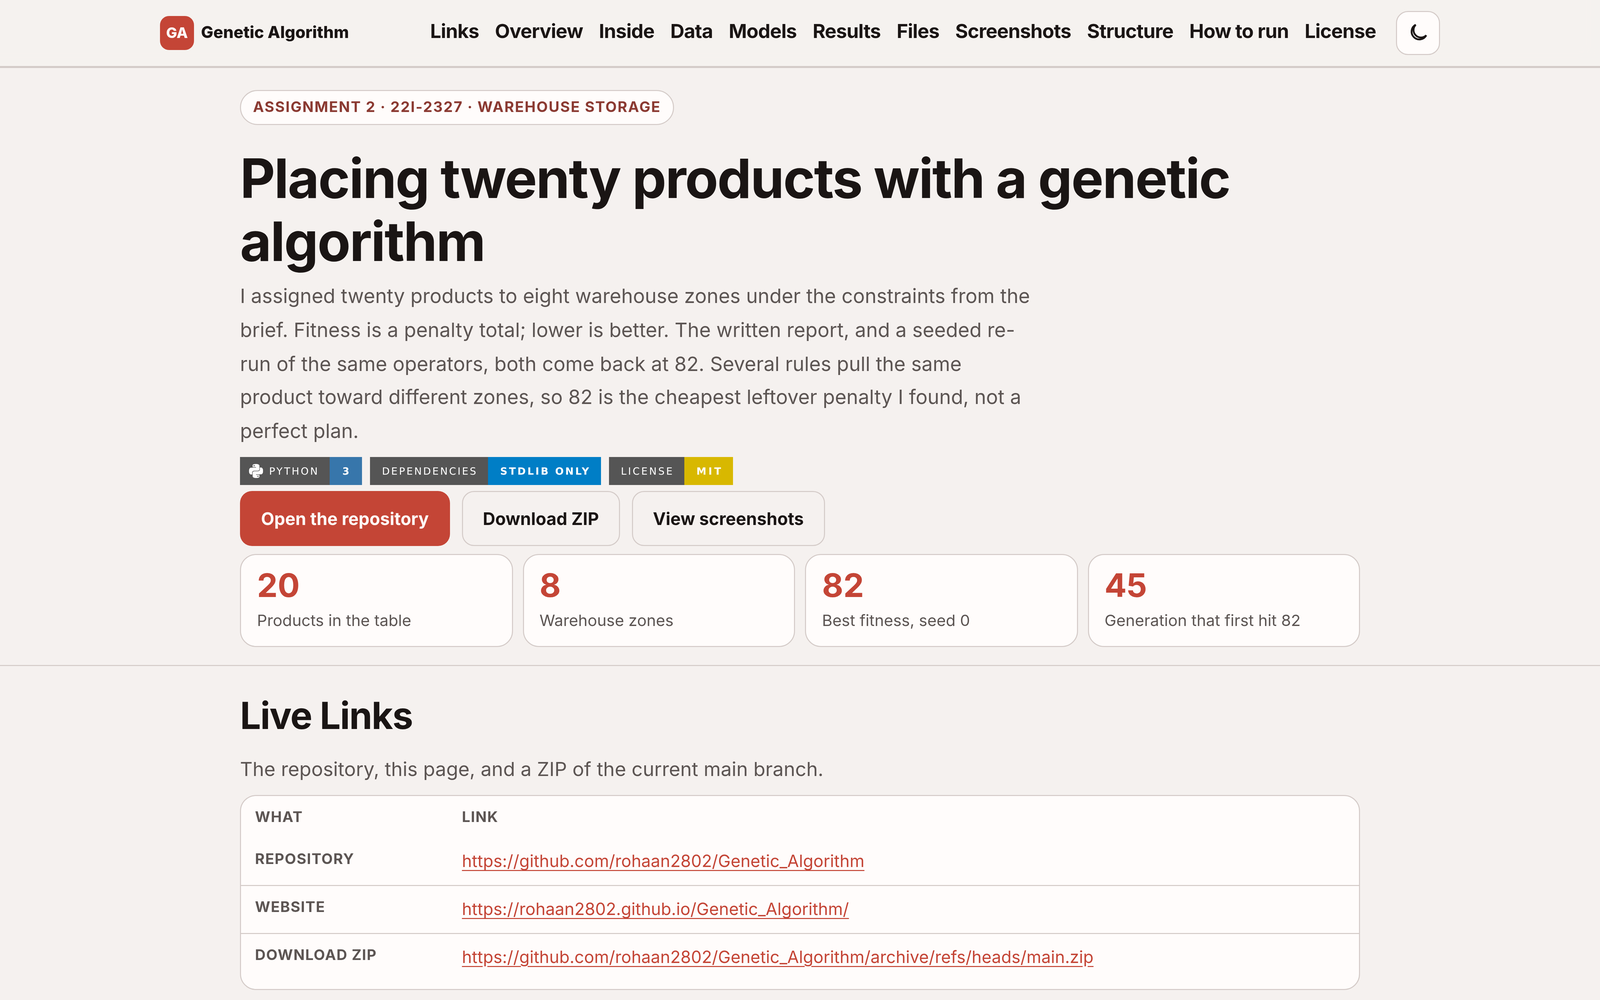 GA Genetic Algorithm Links Overview Inside Data Models Results Files Screenshots Structure How to run License
ASSIGNMENT 2 · 22I-2327 · WAREHOUSE STORAGE
Placing twenty products with a genetic
algorithm
I assigned twenty products to eight warehouse zones under the constraints from the
brief. Fitness is a penalty total; lower is better. The written report, and a seeded re-
run of the same operators, both come back at 82. Several rules pull the same
product toward different zones, so 82 is the cheapest leftover penalty I found, not a
perfect plan.
PYTHON 3 DEPENDENCIES STDLIB ONLY LICENSE MIT
Open the repository Download ZIP View screenshots
20 8 82 45
Products in the table Warehouse zones Best fitness, seed 0 Generation that first hit 82
Live Links
The repository, this page, and a ZIP of the current main branch.
WHAT LINK
REPOSITORY https://github.com/rohaan2802/Genetic_Algorithm
WEBSITE https://rohaan2802.github.io/Genetic_Algorithm/
DOWNLOAD ZIP https://github.com/rohaan2802/Genetic_Algorithm/archive/refs/heads/main.zip